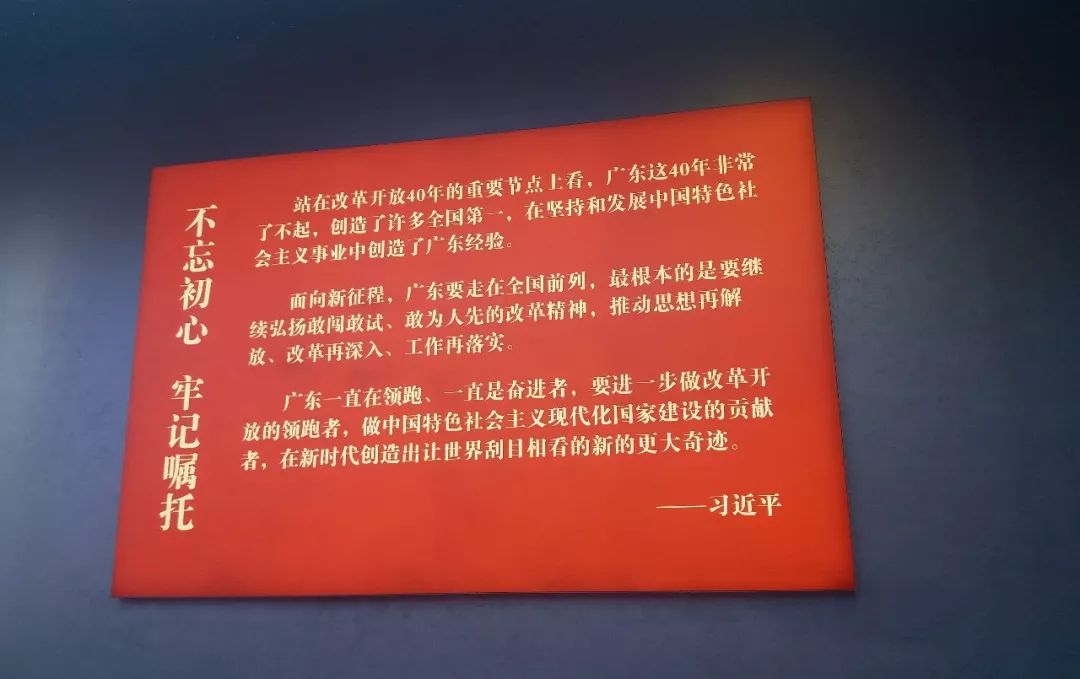 不忘初心 牢记嘱托
站在改革开放40年的重要节点上看，广东这40年非常
了不起，创造了许多全国第一，在坚持和发展中国特色社
会主义事业中创造了广东经验。
面向新征程，广东要走在全国前列，最根本的是要继
续弘扬敢闯敢试、敢为人先的改革精神，推动思想再解
放、改革再深入、工作再落实。
广东一直在领跑、一直是奋进者，要进一步做改革开
放的领跑者，做中国特色社会主义现代化国家建设的贡献
者，在新时代创造出让世界刮目相看的新的更大奇迹。
——习近平